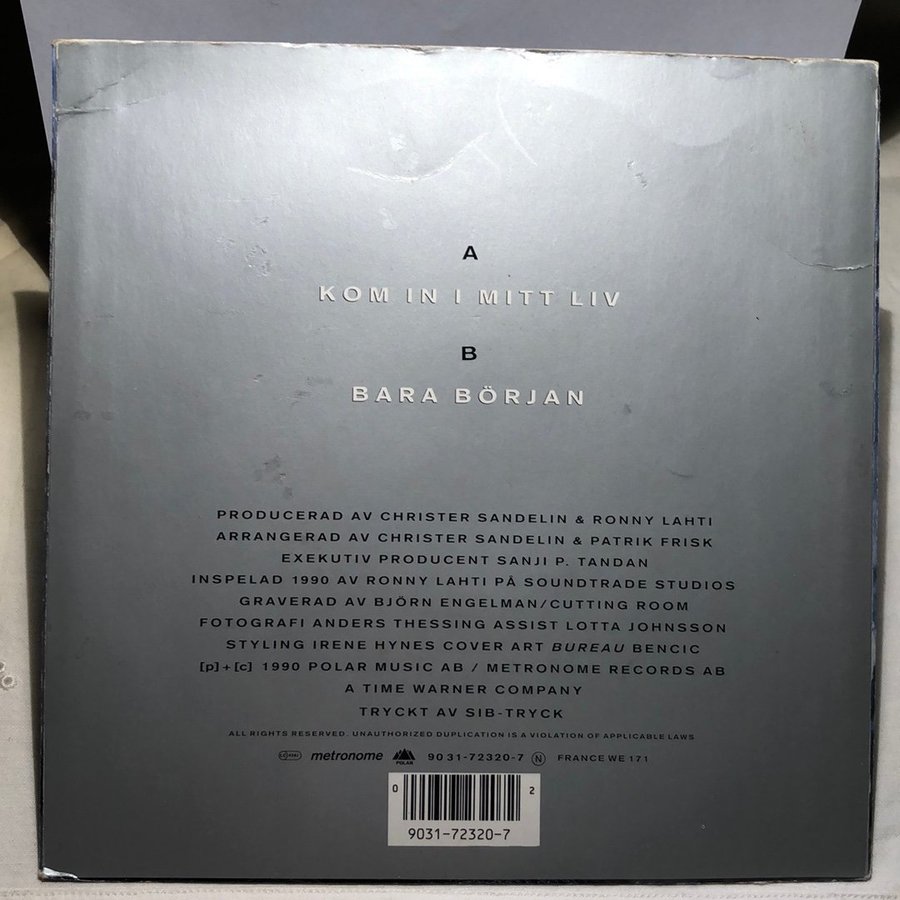 A
KOM IN I MITT LIV
B
BARA BÖRJAN
PRODUCERAD AV CHRISTER SANDELIN & RONNY LAHTI
ARRANGERAD AV CHRISTER SANDELIN & PATRIK FRISK
EXEKUTIV PRODUCENT SANJI P. TANDAN
INSPELAD 1990 AV RONNY LAHTI PÅ SOUNDTRADE STUDIOS
GRAVERAD AV BJÖRN ENGELMAN/CUTTING ROOM
FOTOGRAFI ANDERS THESSING ASSIST LOTTA JOHNSSON
STYLING IRENE HYNES COVER ART BUREAU BENCIC
[p]+[c] 1990 POLAR MUSIC AB / METRONOME RECORDS AB
A TIME WARNER COMPANY
TRYCKT AV SIB-TRYCK
ALL RIGHTS RESERVED. UNAUTHORIZED DUPLICATION IS A VIOLATION OF APPLICABLE LAWS
metronome POLAR 9031-72320-7 N FRANCE WE 171
0 2
9031-72320-7